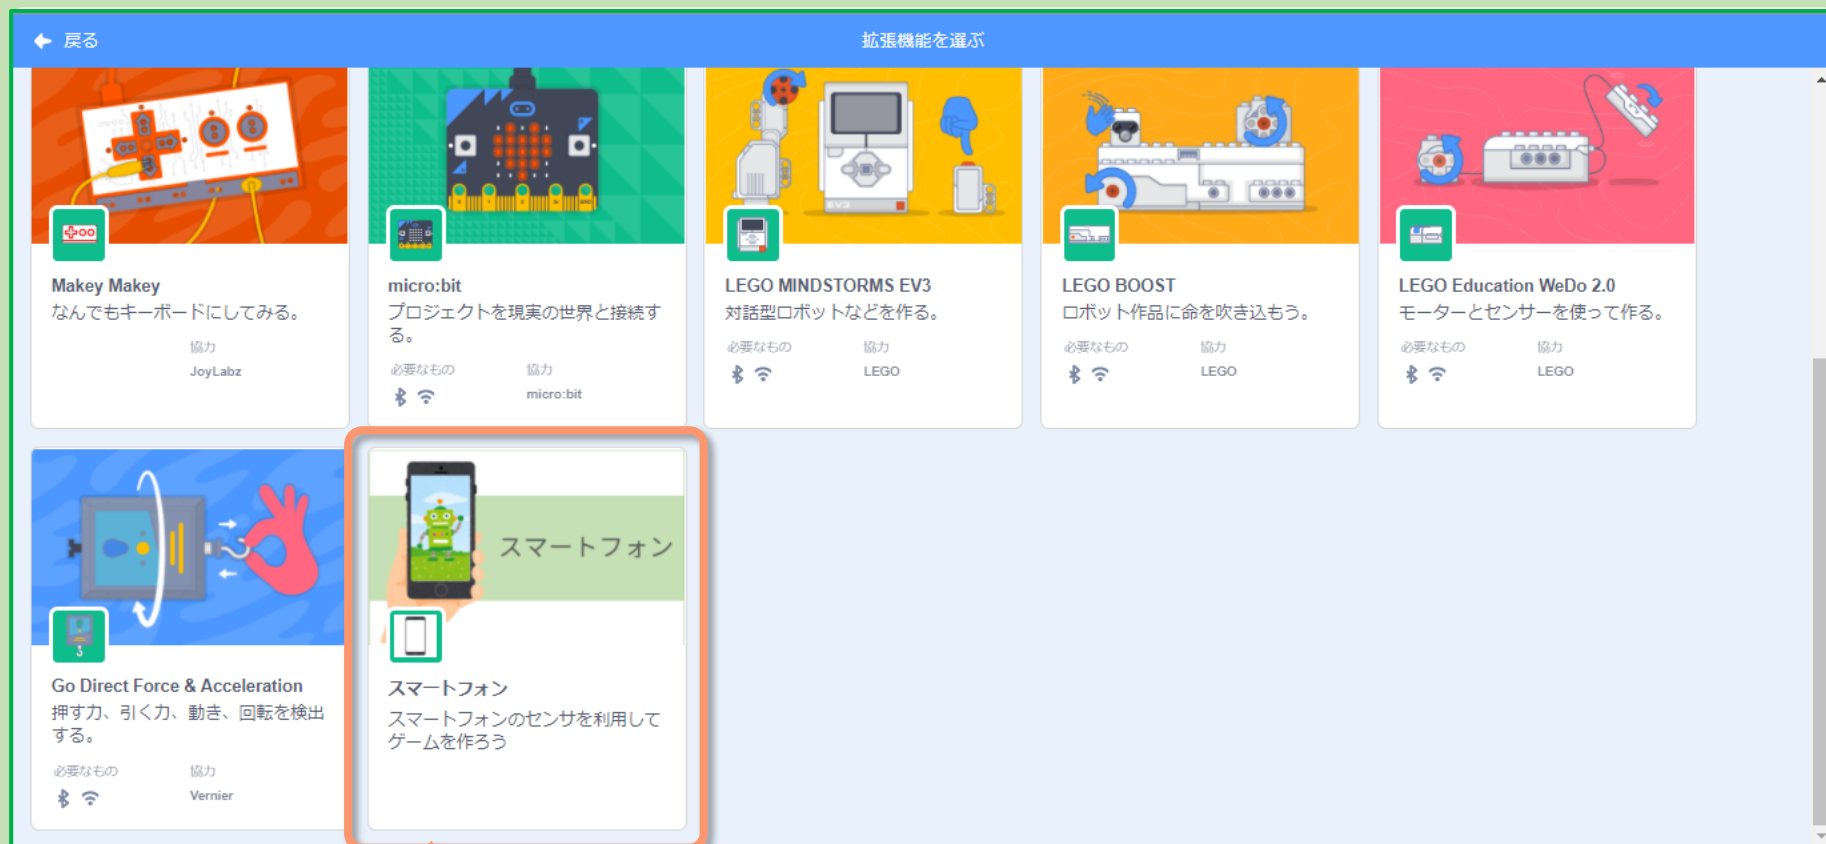 戻る
拡張機能を選ぶ
Makey Makey
なんでもキーボードにしてみる。
協力
JoyLabz
micro:bit
プロジェクトを現実の世界と接続す
る。
必要なもの
協力
micro:bit
LEGO MINDSTORMS EV3
対話型ロボットなどを作る。
必要なもの
協力
LEGO
LEGO BOOST
ロボット作品に命を吹き込もう。
必要なもの
協力
LEGO
LEGO Education WeDo 2.0
モーターとセンサーを使って作る。
必要なもの
協力
LEGO
Go Direct Force & Acceleration
押す力、引く力、動き、回転を検出
する。
必要なもの
協力
Vernier
スマートフォン
スマートフォン
スマートフォンのセンサを利用して
ゲームを作ろう